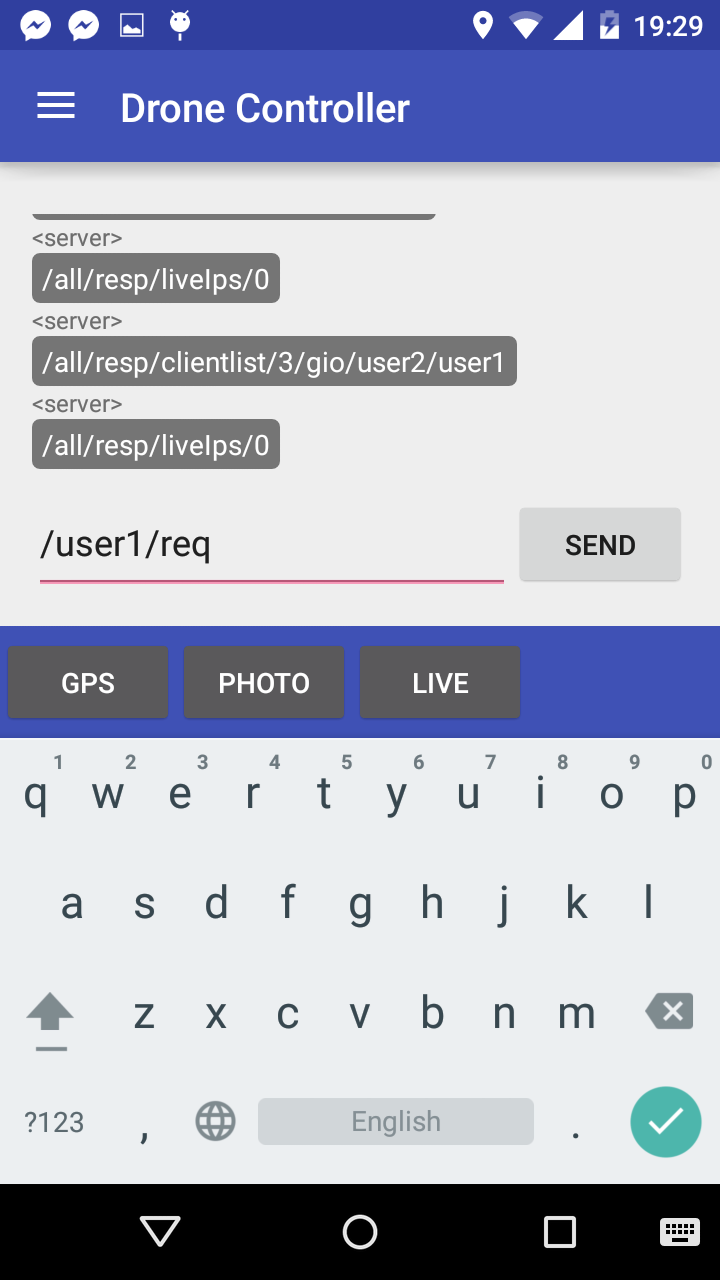 19:29
Drone Controller
<server>
/all/resp/liveIps/0
<server>
/all/resp/clientlist/3/gio/user2/user1
<server>
/all/resp/liveIps/0
/user1/req
SEND
GPS PHOTO LIVE
1 2 3 4 5 6 7 8 9 0
q w e r t y u i o p
a s d f g h j k l
z x c v b n m
?123 , English .